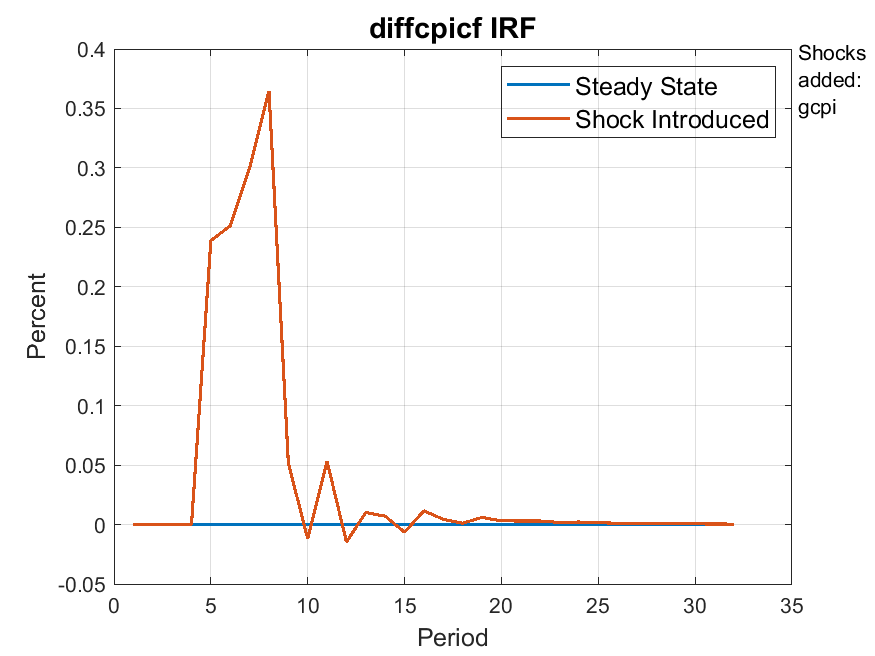 diffcpicf IRF
Shocks
added:
gcpi
Steady State
Shock Introduced
Percent
0.4
0.35
0.3
0.25
0.2
0.15
0.1
0.05
0
-0.05
0 5 10 15 20 25 30 35
Period